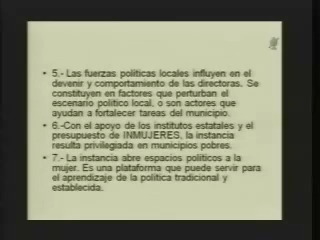 • 5.- Las fuerzas políticas locales influyen en el
devenir y comportamiento de las directoras. Se
constituyen en factores que perturban el
escenario político local, o son actores que
ayudan a fortalecer tareas del municipio.
• 6.-Con el apoyo de los institutos estatales y el
presupuesto de INMUJERES, la instancia
resulta privilegiada en municipios pobres.
• 7.- La instancia abre espacios políticos a la
mujer. Es una plataforma que puede servir para
el aprendizaje de la política tradicional y
establecida.